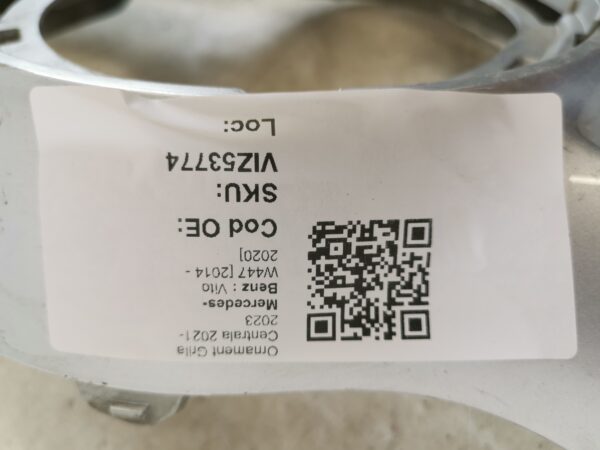 Ornament Grila
Centrala 2021-
2023
Mercedes-
Benz : Vito
W447 [2014 -
2020]
Cod OE:
SKU:
VIZ53774
Loc: